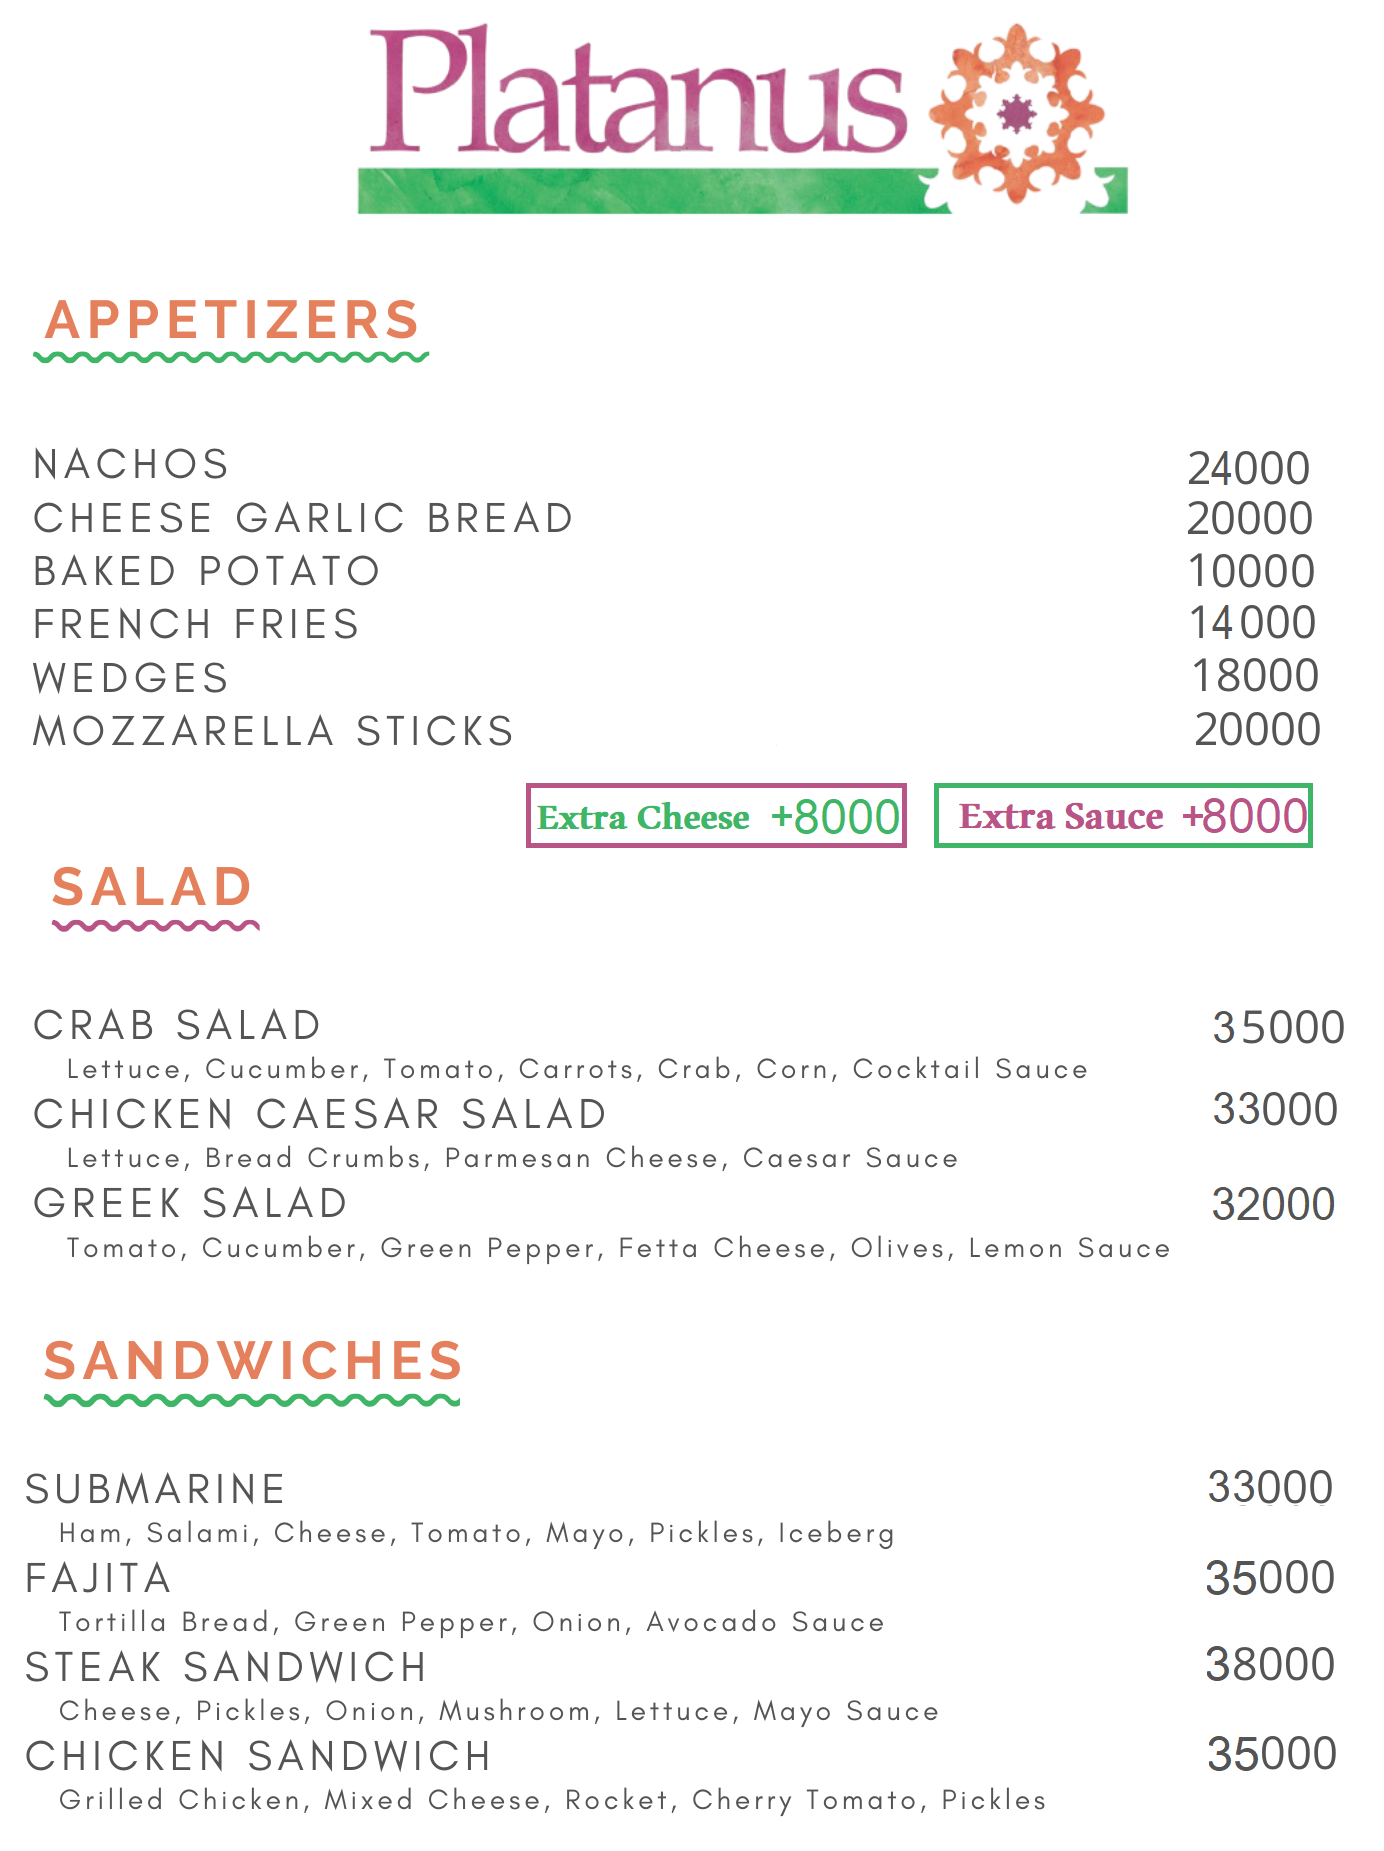 Platanus
APPETIZERS
NACHOS 24000
CHEESE GARLIC BREAD 20000
BAKED POTATO 10000
FRENCH FRIES 14000
WEDGES 18000
MOZZARELLA STICKS 20000
Extra Cheese +8000 Extra Sauce +8000
SALAD
CRAB SALAD 35000
Lettuce, Cucumber, Tomato, Carrots, Crab, Corn, Cocktail Sauce
CHICKEN CAESAR SALAD 33000
Lettuce, Bread Crumbs, Parmesan Cheese, Caesar Sauce
GREEK SALAD 32000
Tomato, Cucumber, Green Pepper, Fetta Cheese, Olives, Lemon Sauce
SANDWICHES
SUBMARINE 33000
Ham, Salami, Cheese, Tomato, Mayo, Pickles, Iceberg
FAJITA 35000
Tortilla Bread, Green Pepper, Onion, Avocado Sauce
STEAK SANDWICH 38000
Cheese, Pickles, Onion, Mushroom, Lettuce, Mayo Sauce
CHICKEN SANDWICH 35000
Grilled Chicken, Mixed Cheese, Rocket, Cherry Tomato, Pickles